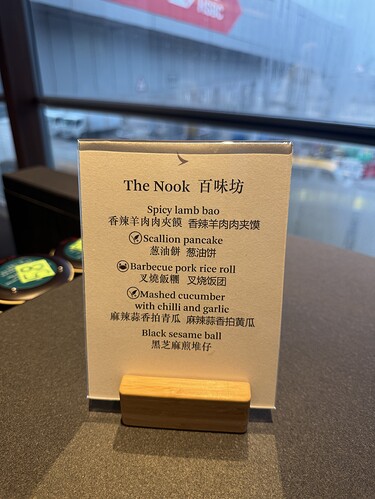 The Nook 百味坊
Spicy lamb bao
香辣羊肉肉夾饃 香辣羊肉肉夹馍
Scallion pancake
葱油餅 葱油饼
Barbecue pork rice roll
叉燒飯糰 叉烧饭团
Mashed cucumber
with chilli and garlic
麻辣蒜香拍青瓜 麻辣蒜香拍黄瓜
Black sesame ball
黑芝麻煎堆仔